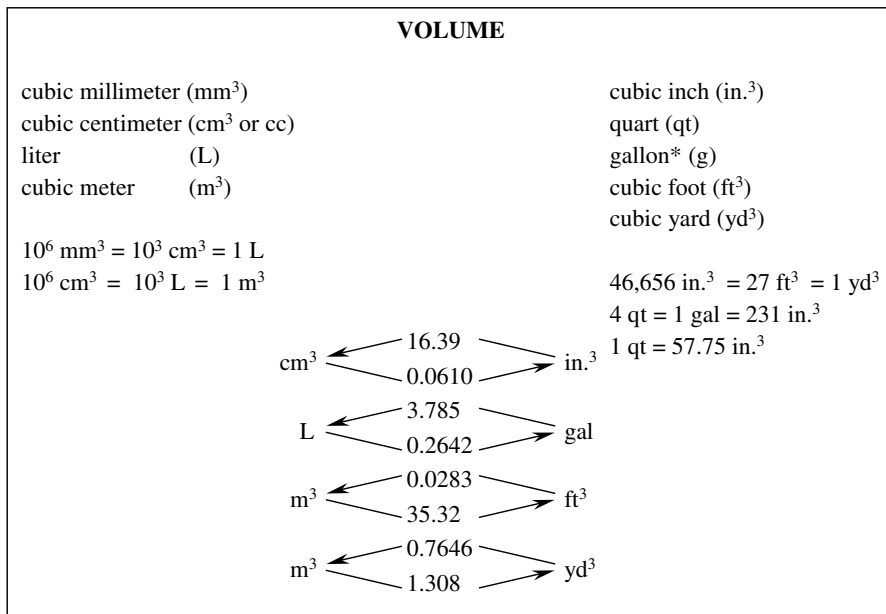 VOLUME
cubic millimeter (mm³)
cubic centimeter (cm³ or cc)
liter (L)
cubic meter (m³)
10⁶ mm³ = 10³ cm³ = 1 L
10⁶ cm³ = 10³ L = 1 m³
cubic inch (in.³)
quart (qt)
gallon* (g)
cubic foot (ft³)
cubic yard (yd³)
46,656 in.³ = 27 ft³ = 1 yd³
4 qt = 1 gal = 231 in.³
1 qt = 57.75 in.³
16.39
cm³ in.³
0.0610
3.785
L gal
0.2642
0.0283
m³ ft³
35.32
0.7646
m³ yd³
1.308